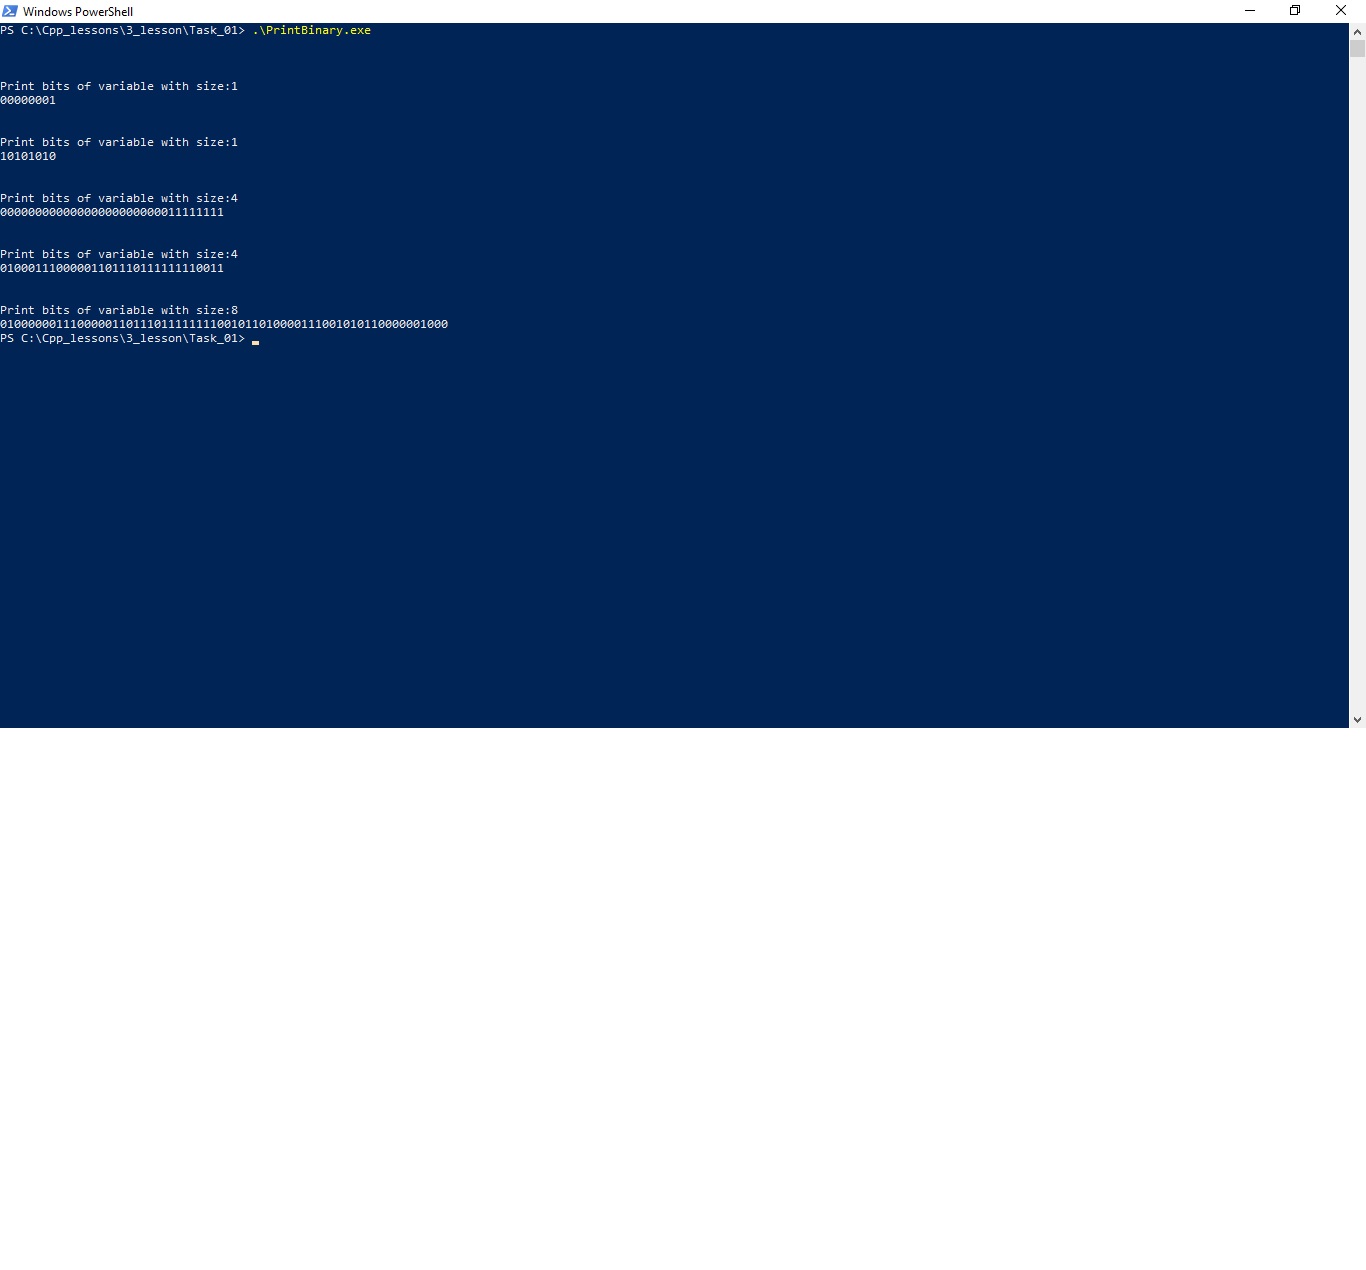 Windows PowerShell
PS C:\Cpp_lessons\3_lesson\Task_01> .\PrintBinary.exe
Print bits of variable with size:1
00000001
Print bits of variable with size:1
10101010
Print bits of variable with size:4
00000000000000000000000011111111
Print bits of variable with size:4
01000111000001101110111111110011
Print bits of variable with size:8
0100000011100000110111011111111001011010000111001010110000001000
PS C:\Cpp_lessons\3_lesson\Task_01>